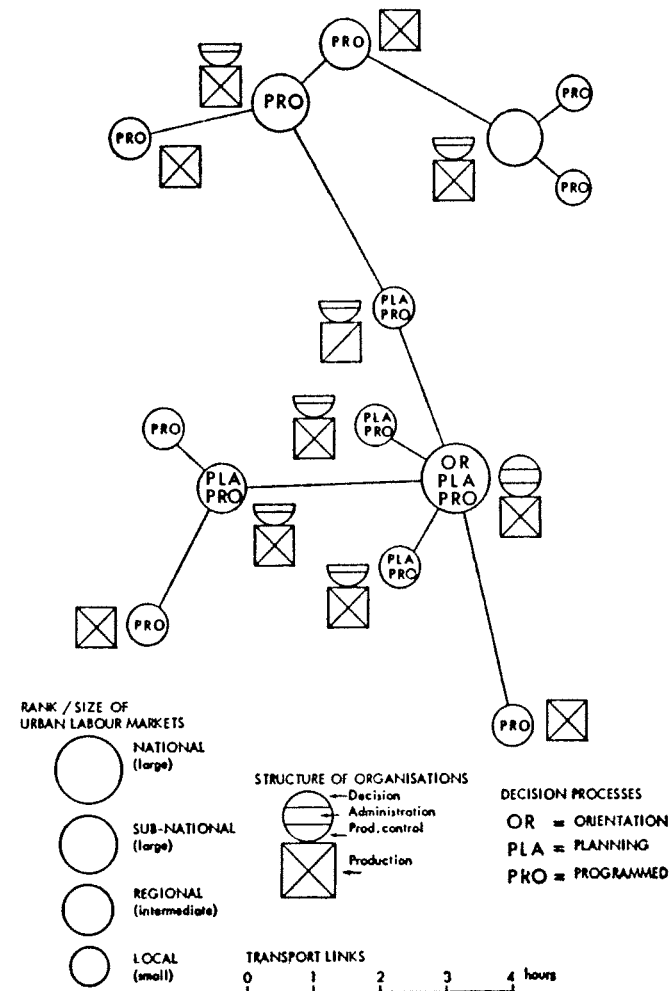 PRO
PRO
PRO
PRO
PRO
PRO
PLA
PRO
PLA
PRO
PRO
OR
PLA
PRO
PLA
PRO
PLA
PRO
PRO
PRO
RANK / SIZE OF
URBAN LABOUR MARKETS
NATIONAL
(large)
SUB-NATIONAL
(large)
REGIONAL
(intermediate)
LOCAL
(small)
STRUCTURE OF ORGANISATIONS
Decision
Administration
Prod. control
Production
DECISION PROCESSES
OR = ORIENTATION
PLA = PLANNING
PRO = PROGRAMMED
TRANSPORT LINKS
0 1 2 3 4 hours